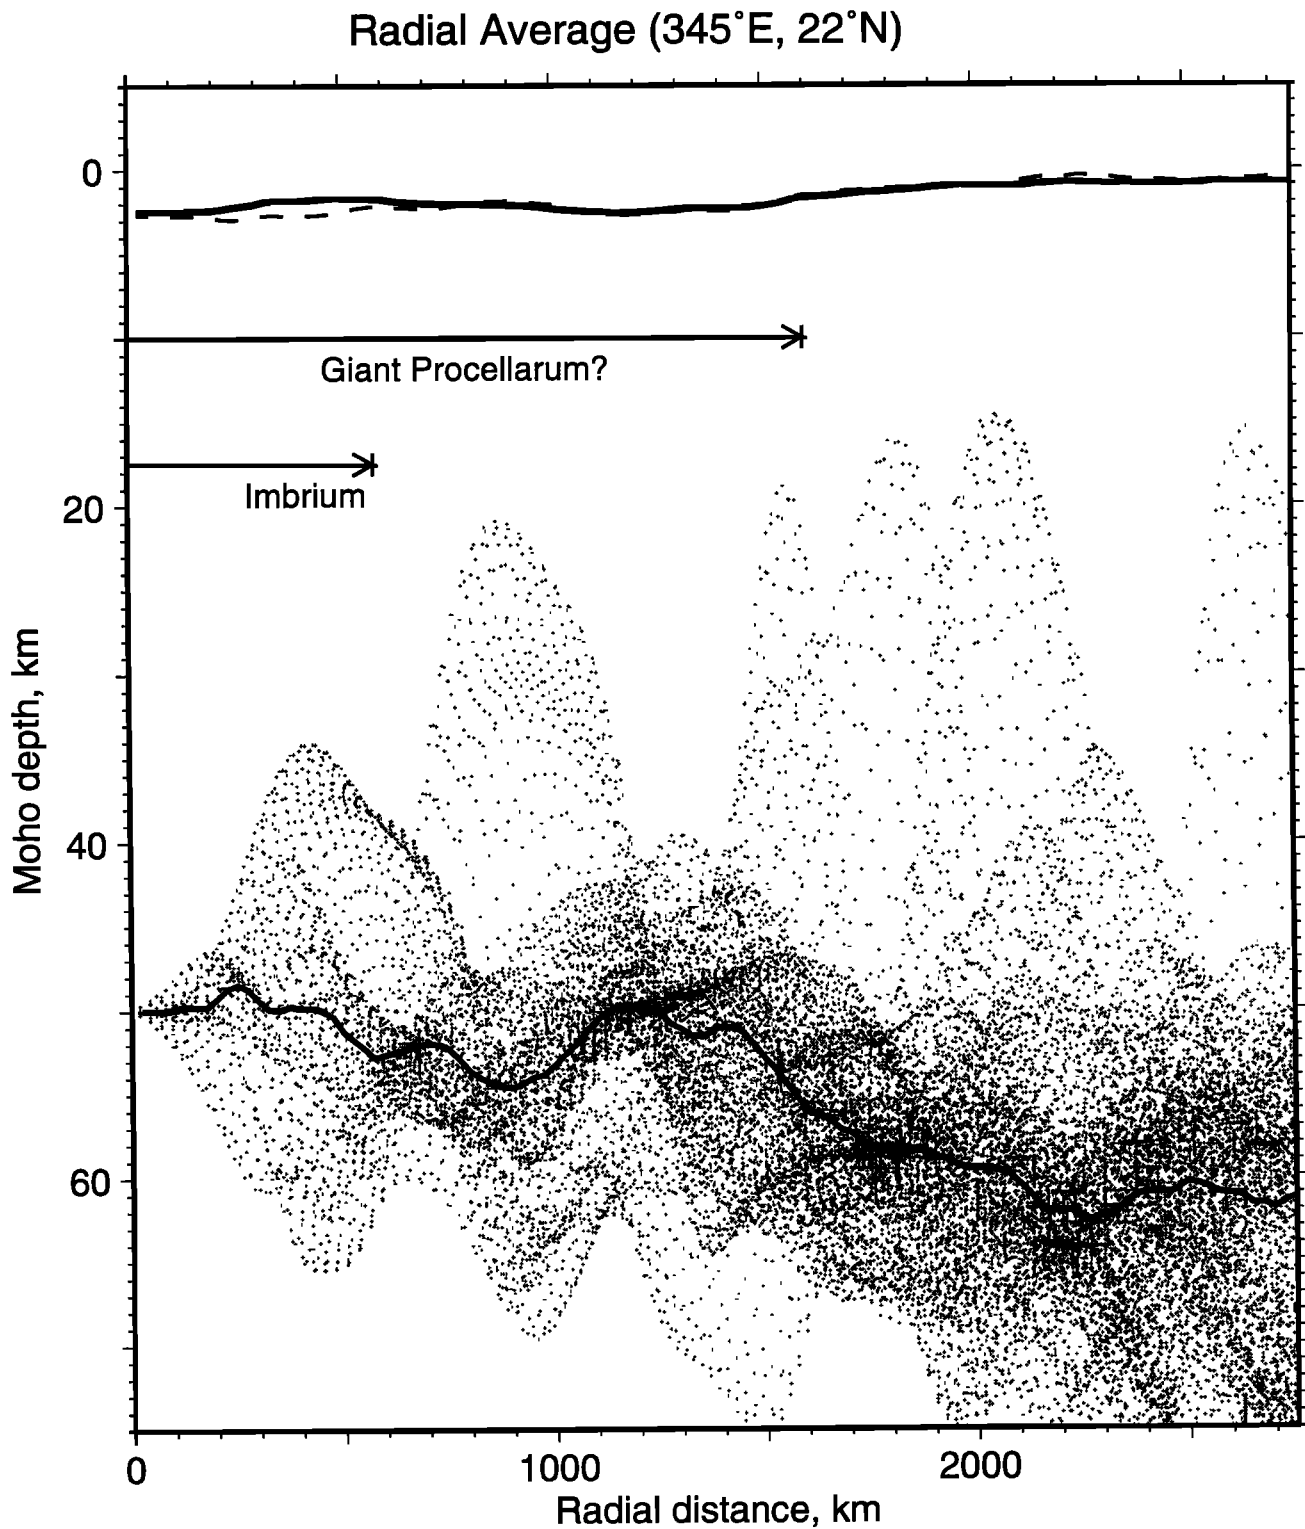 Radial Average (345°E, 22°N)
0
Giant Procellarum?
Imbrium
20
Moho depth, km
40
60
0 1000 2000
Radial distance, km